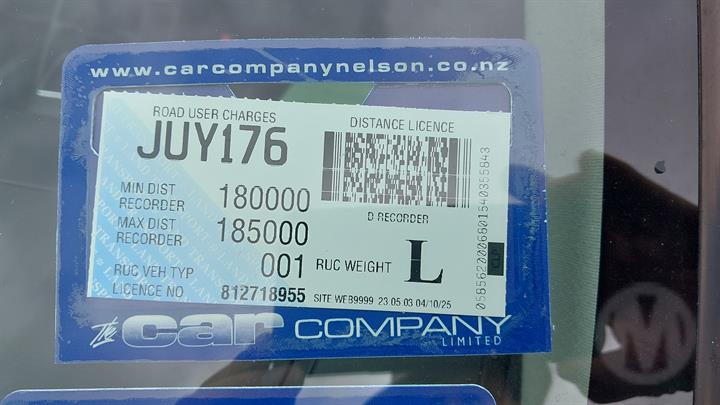 www.carcompanynelson.co.nz
ROAD USER CHARGES
DISTANCE LICENCE
JUY176
MIN DIST RECORDER 180000
D RECORDER
MAX DIST RECORDER 185000
RUC VEH TYP 001 RUC WEIGHT L
LICENCE NO 812718955 SITE WEB9999 23 05 03 04/10/25
0585620006801540355843
CLP
The car COMPANY
LIMITED
M